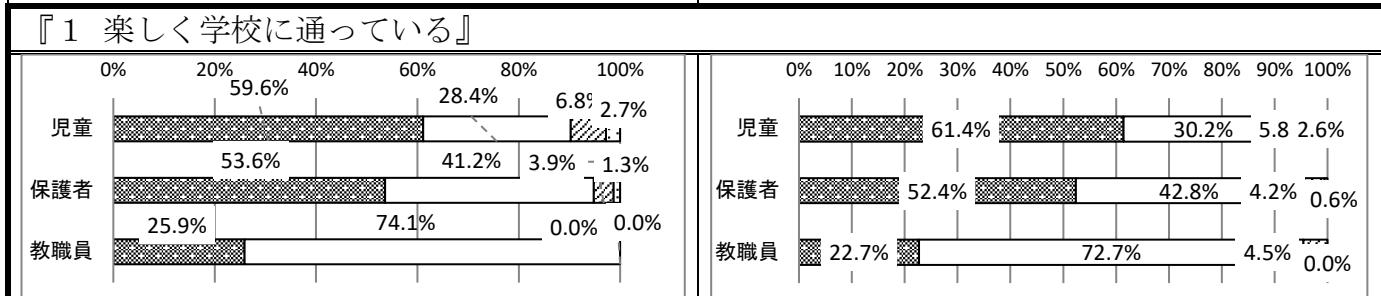 『1 楽しく学校に通っている』
0% 20% 40% 60% 80% 100%
59.6% 28.4% 6.8% 2.7%
児童
53.6% 41.2% 3.9% 1.3%
保護者
25.9% 74.1% 0.0% 0.0%
教職員
0% 10% 20% 30% 40% 50% 60% 70% 80% 90% 100%
児童 61.4% 30.2% 5.8 2.6%
保護者 52.4% 42.8% 4.2% 0.6%
教職員 22.7% 72.7% 4.5% 0.0%